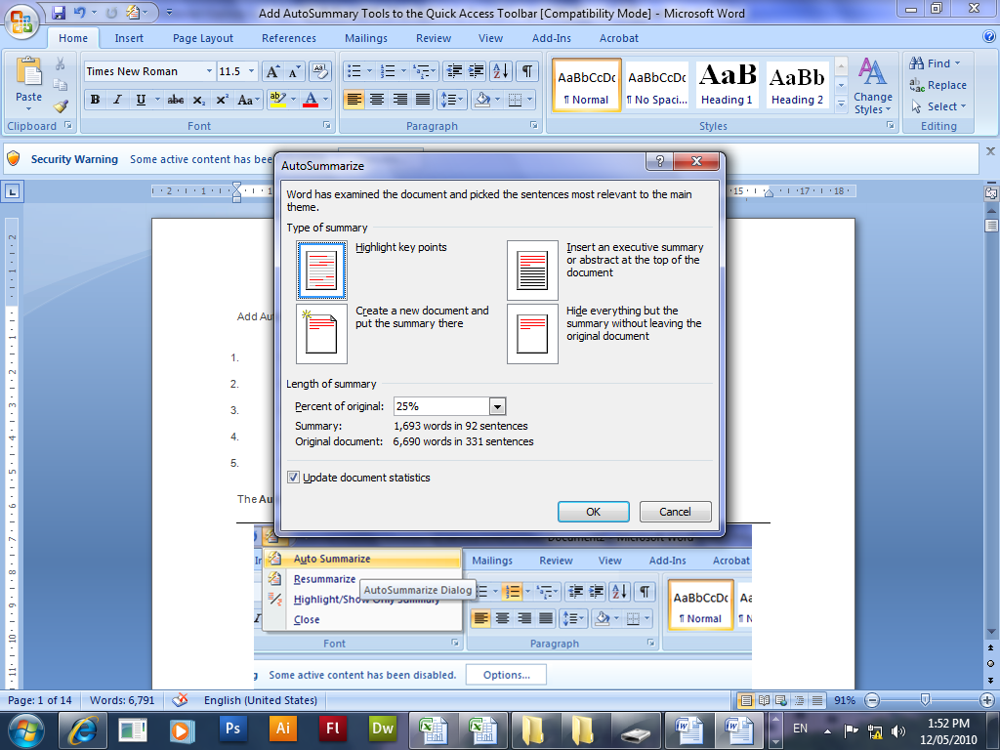 Add AutoSummary Tools to the Quick Access Toolbar [Compatibility Mode] - Microsoft Word
Home Insert Page Layout References Mailings Review View Add-Ins Acrobat
Paste
Clipboard
Times New Roman 11.5
B I U abc x₂ x² Aa
Font
Paragraph
AaBbCcDc AaBbCcDc AaB AaBb
¶ Normal ¶ No Spaci... Heading 1 Heading 2
Change Styles
Styles
Find
Replace
Select
Editing
Security Warning Some active content has bee
AutoSummarize
Word has examined the document and picked the sentences most relevant to the main
theme.
Type of summary
Highlight key points
Insert an executive summary
or abstract at the top of the
document
Create a new document and
put the summary there
Hide everything but the
summary without leaving the
original document
Length of summary
Percent of original: 25%
Summary: 1,693 words in 92 sentences
Original document: 6,690 words in 331 sentences
Update document statistics
OK Cancel
2 1 15 17 18
Add Au
1.
2.
3.
4.
5.
The Au
Auto Summarize
Resummarize
AutoSummarize Dialog
Highlight/Show Only Summary
Close
Mailings Review View Add-Ins Acrobat
AaBbCcDc
¶ Normal
Font Paragraph
Some active content has been disabled. Options...
Page: 1 of 14 Words: 6,791 English (United States) 91%
Ps Ai Fl Dw
EN 1:52 PM
12/05/2010